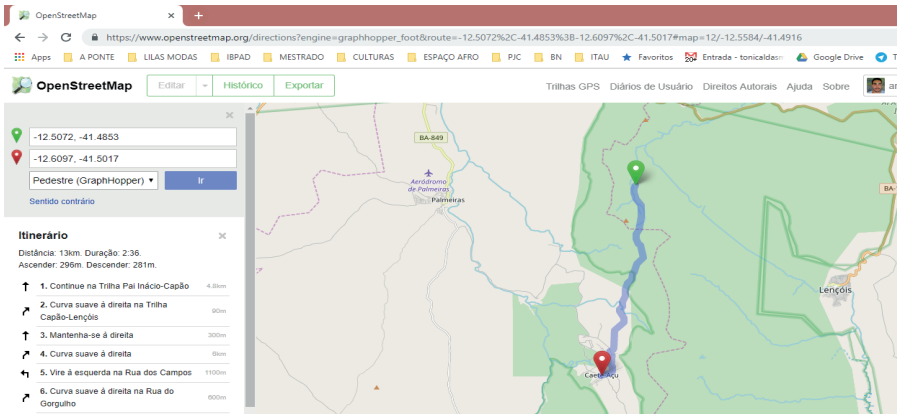 OpenStreetMap
https://www.openstreetmap.org/directions?engine=graphhopper_foot&route=-12.5072%2C-41.4853%3B-12.6097%2C-41.5017#map=12/-12.5584/-41.4916
Apps A PONTE LILAS MODAS IBPAD MESTRADO CULTURAS ESPAÇO AFRO PJC BN ITAU Favoritos Entrada - tonicaldasn Google Drive T
OpenStreetMap Editar Histórico Exportar Trilhas GPS Diários de Usuário Direitos Autorais Ajuda Sobre ar
-12.5072, -41.4853
-12.6097, -41.5017
Pedestre (GraphHopper) Ir
Sentido contrário
Itinerário
Distância: 13km. Duração: 2:36.
Ascender: 296m. Descender: 281m.
1. Continue na Trilha Pai Inácio-Capão 4.8km
2. Curva suave á direita na Trilha
Capão-Lençóis 90m
3. Mantenha-se á direita 300m
4. Curva suave á direita 6km
5. Vire á esquerda na Rua dos Campos 1100m
6. Curva suave á direita na Rua do
Gorgulho 600m
BA-849
Aeródromo
de Palmeiras
Palmeiras
BA-
Lençóis
Caeté-Açu